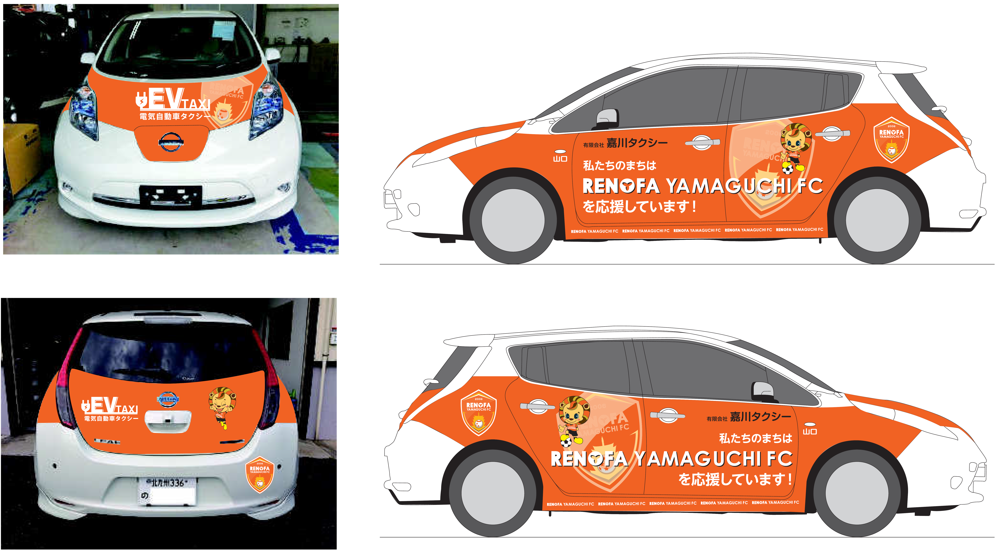 RENOFA
YAMAGUCHI FC
EV TAXI
電気自動車タクシー
2006
RENOFA
YAMAGUCHI FC
有限会社 嘉川タクシー
山口
私たちのまちは
RENOFA YAMAGUCHI FC
を応援しています!
2006
RENOFA
YAMAGUCHI FC
RENOFA YAMAGUCHI FC RENOFA YAMAGUCHI FC RENOFA YAMAGUCHI FC RENOFA YAMAGUCHI FC RENOFA YAMAGUCHI FC
EV TAXI
電気自動車タクシー
2006
RENOFA
YAMAGUCHI FC
北九州336
の
2006
RENOFA
YAMAGUCHI FC
2006
RENOFA
YAMAGUCHI FC
有限会社 嘉川タクシー
山口
私たちのまちは
RENOFA YAMAGUCHI FC
を応援しています!
RENOFA YAMAGUCHI FC RENOFA YAMAGUCHI FC RENOFA YAMAGUCHI FC RENOFA YAMAGUCHI FC RENOFA YAMAGUCHI FC